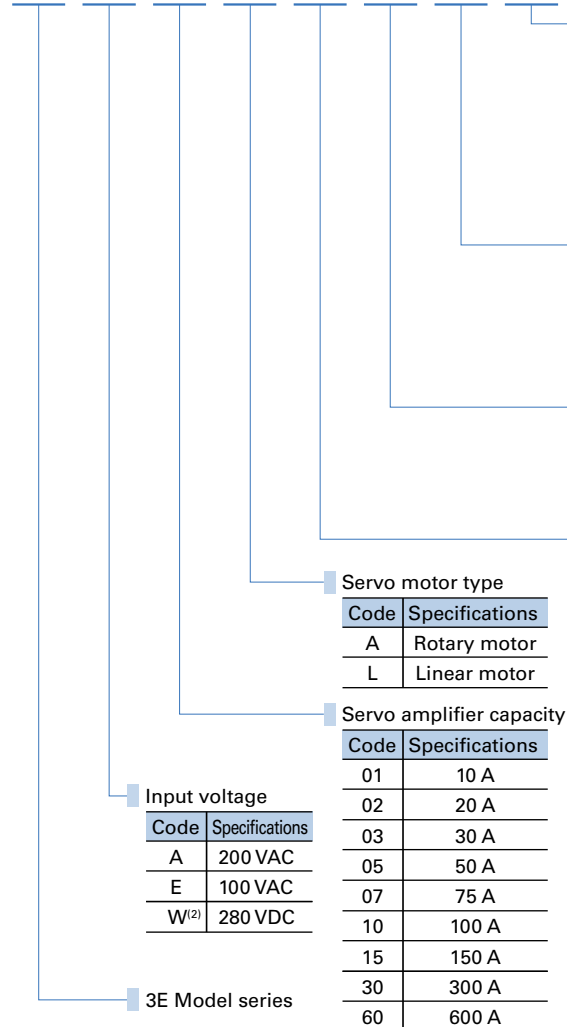 Servo motor type
Code Specifications
A Rotary motor
L Linear motor
Servo amplifier capacity
Code Specifications
01 10 A
02 20 A
03 30 A
05 50 A
07 75 A
10 100 A
15 150 A
30 300 A
60 600 A
Input voltage
Code Specifications
A 200 VAC
E 100 VAC
W(2) 280 VDC
3E Model series